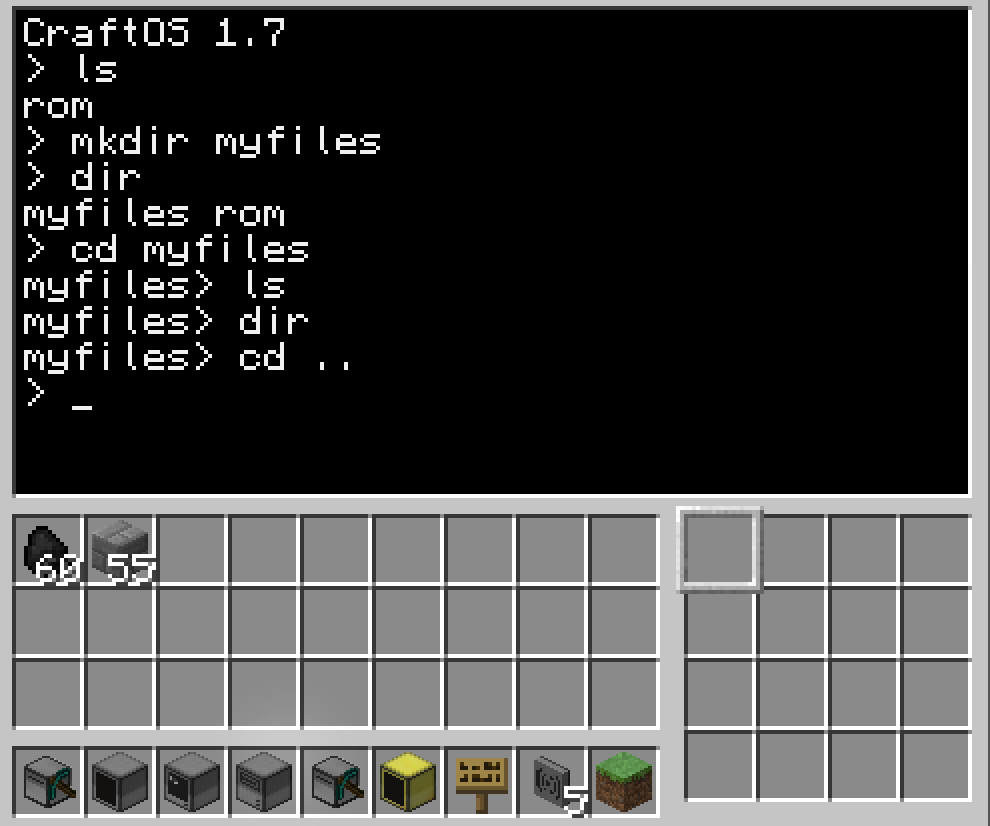 CraftOS 1.7
> ls
rom
> mkdir myfiles
> dir
myfiles rom
> cd myfiles
myfiles> ls
myfiles> dir
myfiles> cd ..
> _
60 55
5